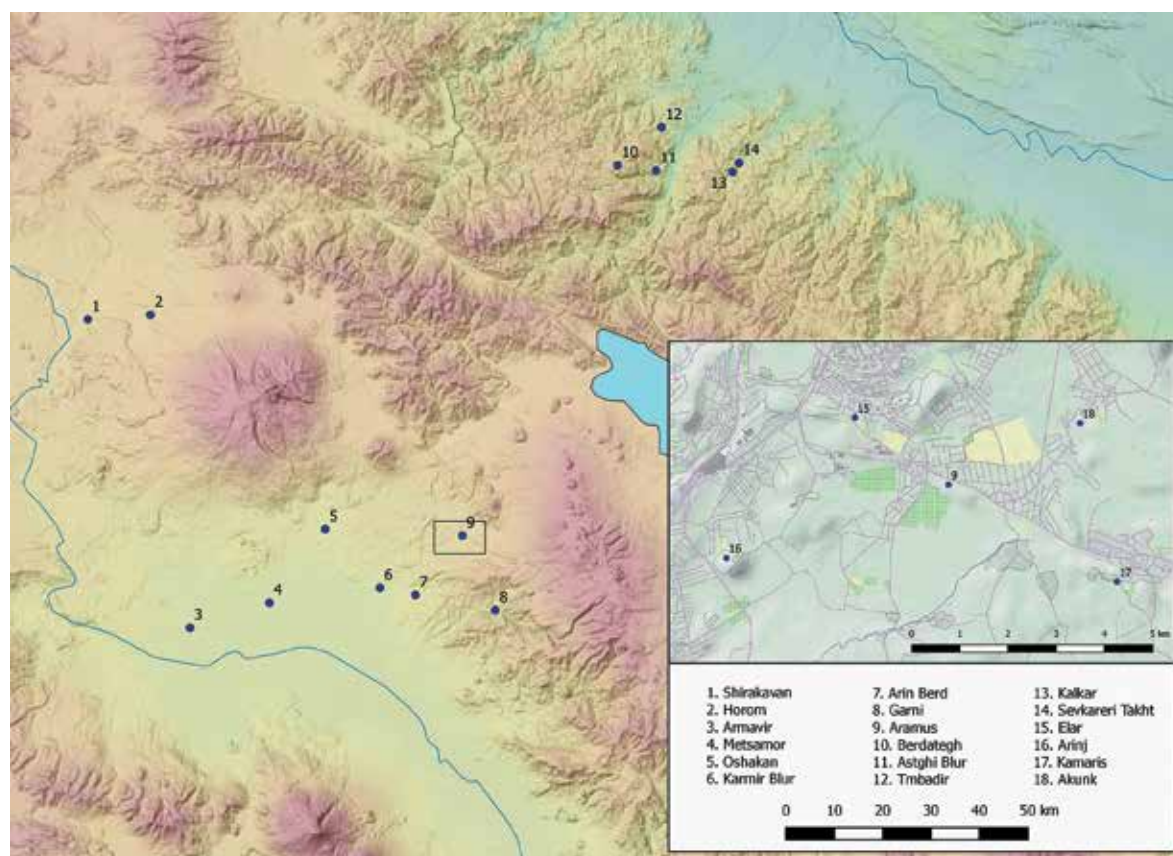 12
10
11
14
13
1
2
15
18
9
5
9
16
6
7
17
4
8
3
0 1 2 3 4 5 km
1. Shirakavan
2. Horom
3. Armavir
4. Metsamor
5. Oshakan
6. Karmir Blur
7. Arin Berd
8. Garni
9. Aramus
10. Berdategh
11. Astghi Blur
12. Tmbadir
13. Kalkar
14. Sevkareri Takht
15. Elar
16. Arinj
17. Kamaris
18. Akunk
0 10 20 30 40 50 km